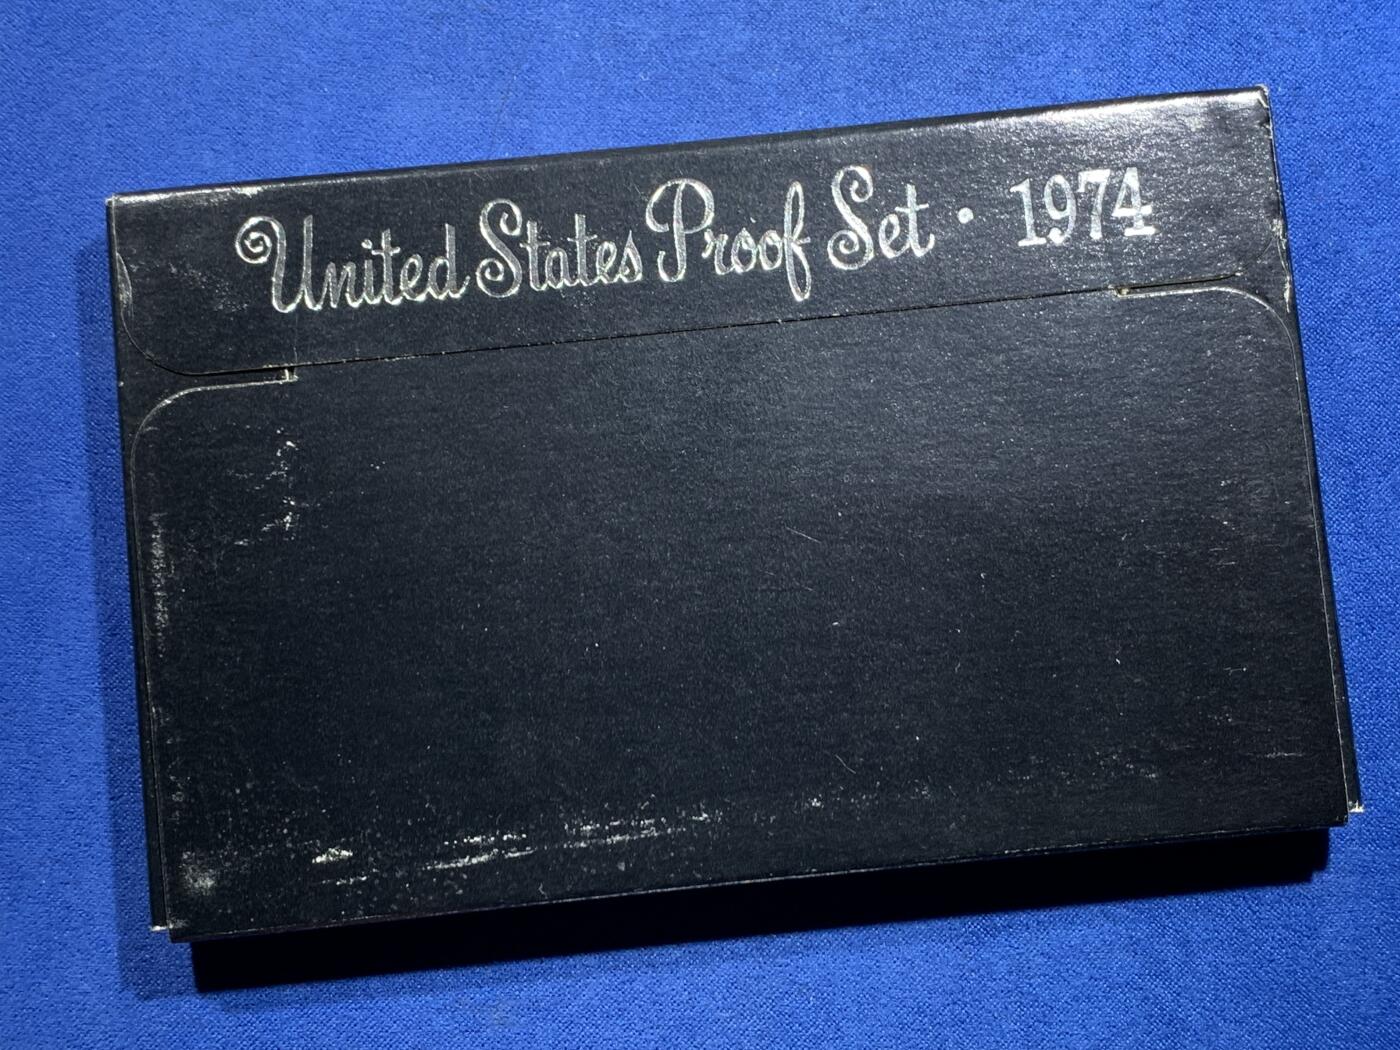 United States Proof Set · 1974